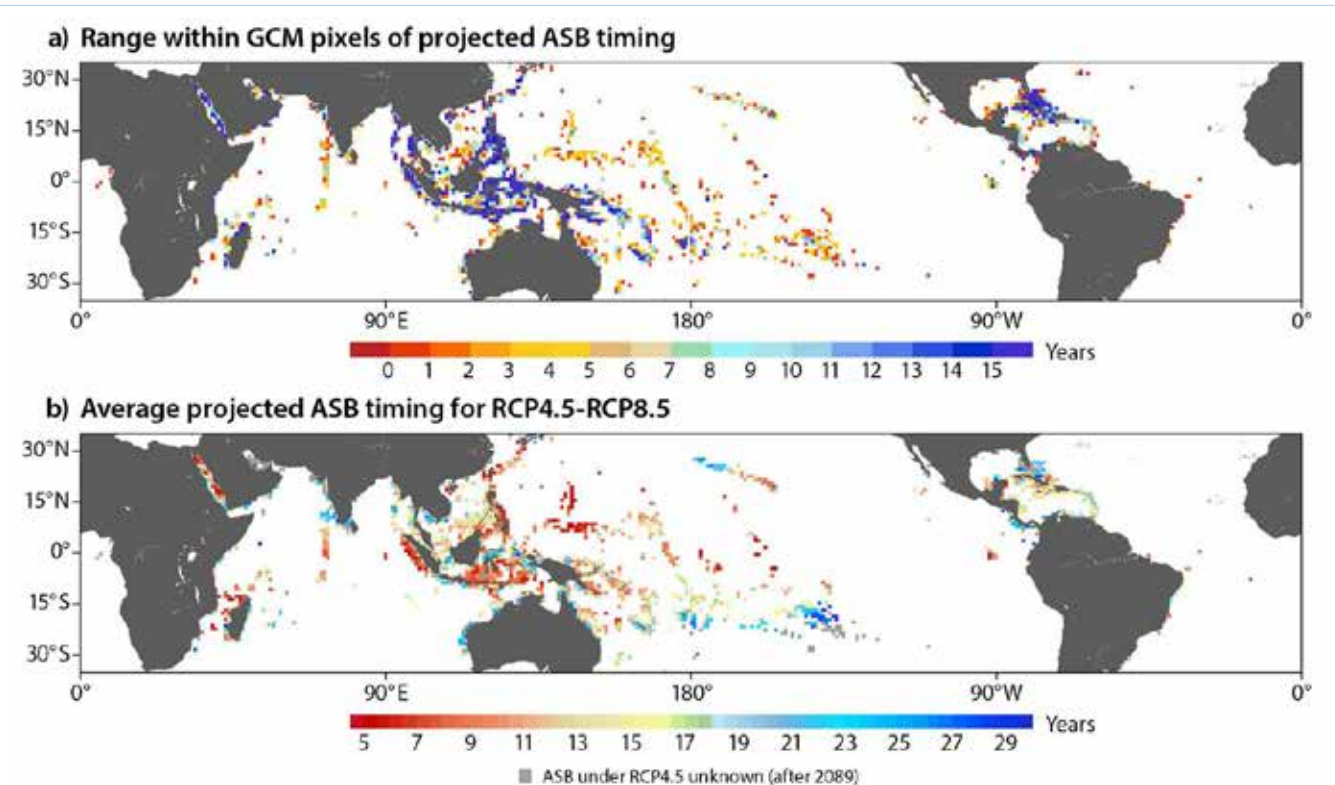 a) Range within GCM pixels of projected ASB timing
30°N
15°N
0°
15°S
30°S
0° 90°E 180° 90°W 0°
0 1 2 3 4 5 6 7 8 9 10 11 12 13 14 15 Years
b) Average projected ASB timing for RCP4.5-RCP8.5
30°N
15°N
0°
15°S
30°S
0° 90°E 180° 90°W 0°
5 7 9 11 13 15 17 19 21 23 25 27 29 Years
ASB under RCP4.5 unknown (after 2089)